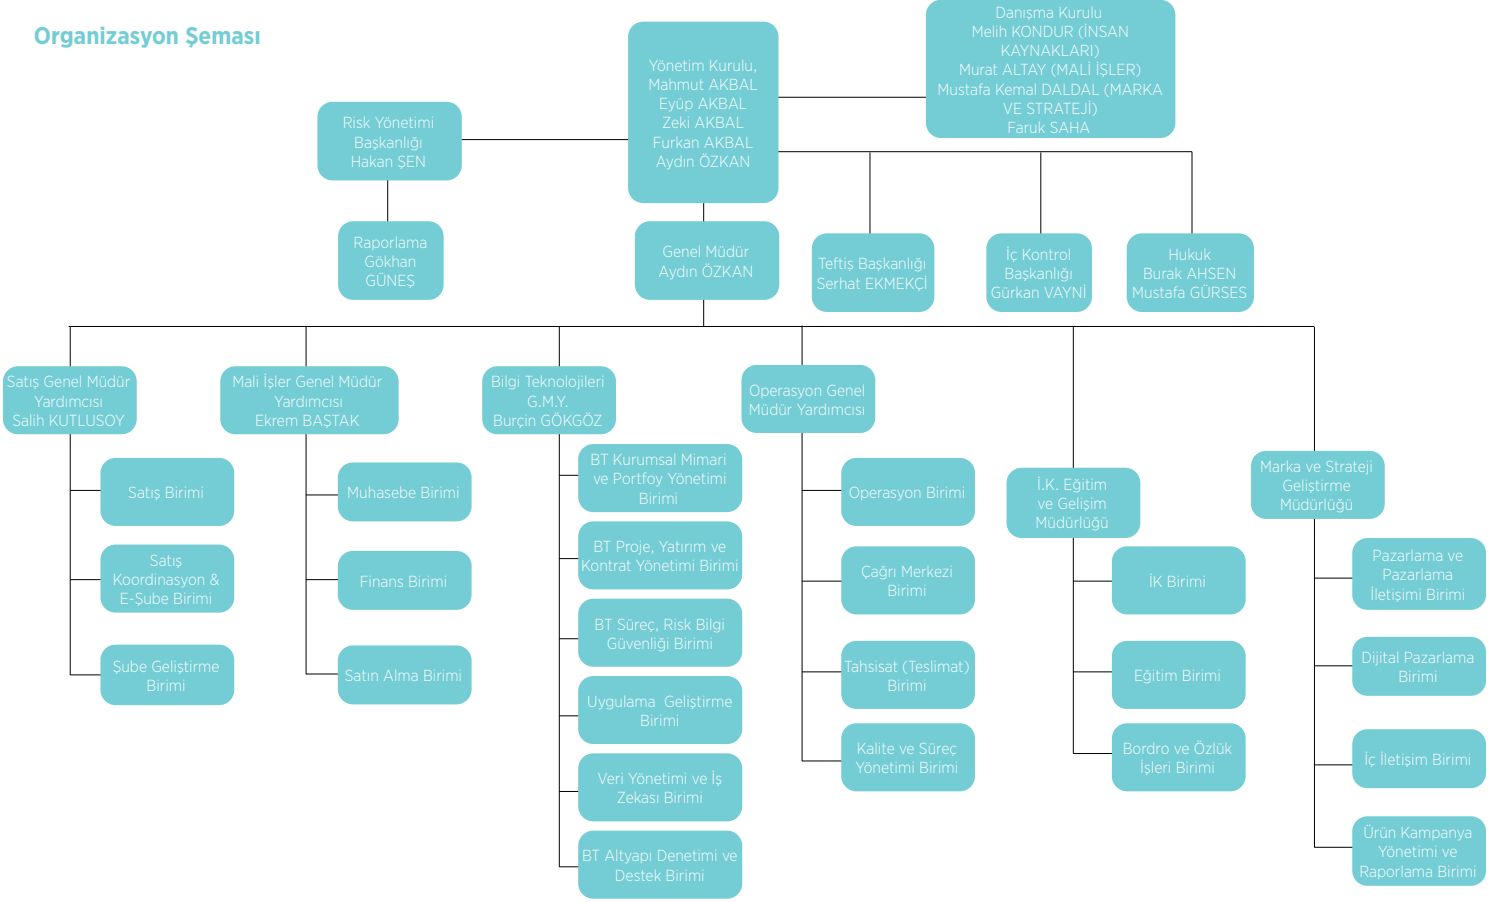 Organizasyon Şeması
Danışma Kurulu
Melih KONDUR (İNSAN
KAYNAKLARI)
Murat ALTAY (MALİ İŞLER)
Mustafa Kemal DALDAL (MARKA
VE STRATEJİ)
Faruk SAHA
Yönetim Kurulu,
Mahmut AKBAL
Eyüp AKBAL
Zeki AKBAL
Furkan AKBAL
Aydın ÖZKAN
Risk Yönetimi
Başkanlığı
Hakan ŞEN
Raporlama
Gökhan
GÜNEŞ
Genel Müdür
Aydın ÖZKAN
Teftiş Başkanlığı
Serhat EKMEKÇİ
İç Kontrol
Başkanlığı
Gürkan VAYNİ
Hukuk
Burak AHSEN
Mustafa GÜRSES
Satış Genel Müdür
Yardımcısı
Salih KUTLUSOY
Satış Birimi
Satış
Koordinasyon &
E-Şube Birimi
Şube Geliştirme
Birimi
Mali İşler Genel Müdür
Yardımcısı
Ekrem BAŞTAK
Muhasebe Birimi
Finans Birimi
Satın Alma Birimi
Bilgi Teknolojileri
G.M.Y.
Burçin GÖKGÖZ
BT Kurumsal Mimari
ve Portfoy Yönetimi
Birimi
BT Proje, Yatırım ve
Kontrat Yönetimi Birimi
BT Süreç, Risk Bilgi
Güvenliği Birimi
Uygulama  Geliştirme
Birimi
Veri Yönetimi ve İş
Zekası Birimi
BT Altyapı Denetimi ve
Destek Birimi
Operasyon Genel
Müdür Yardımcısı
Operasyon Birimi
Çağrı Merkezi
Birimi
Tahsisat (Teslimat)
Birimi
Kalite ve Süreç
Yönetimi Birimi
İ.K. Eğitim
ve Gelişim
Müdürlüğü
İK Birimi
Eğitim Birimi
Bordro ve Özlük
İşleri Birimi
Marka ve Strateji
Geliştirme
Müdürlüğü
Pazarlama ve
Pazarlama
İletişimi Birimi
Dijital Pazarlama
Birimi
İç İletişim Birimi
Ürün Kampanya
Yönetimi ve
Raporlama Birimi